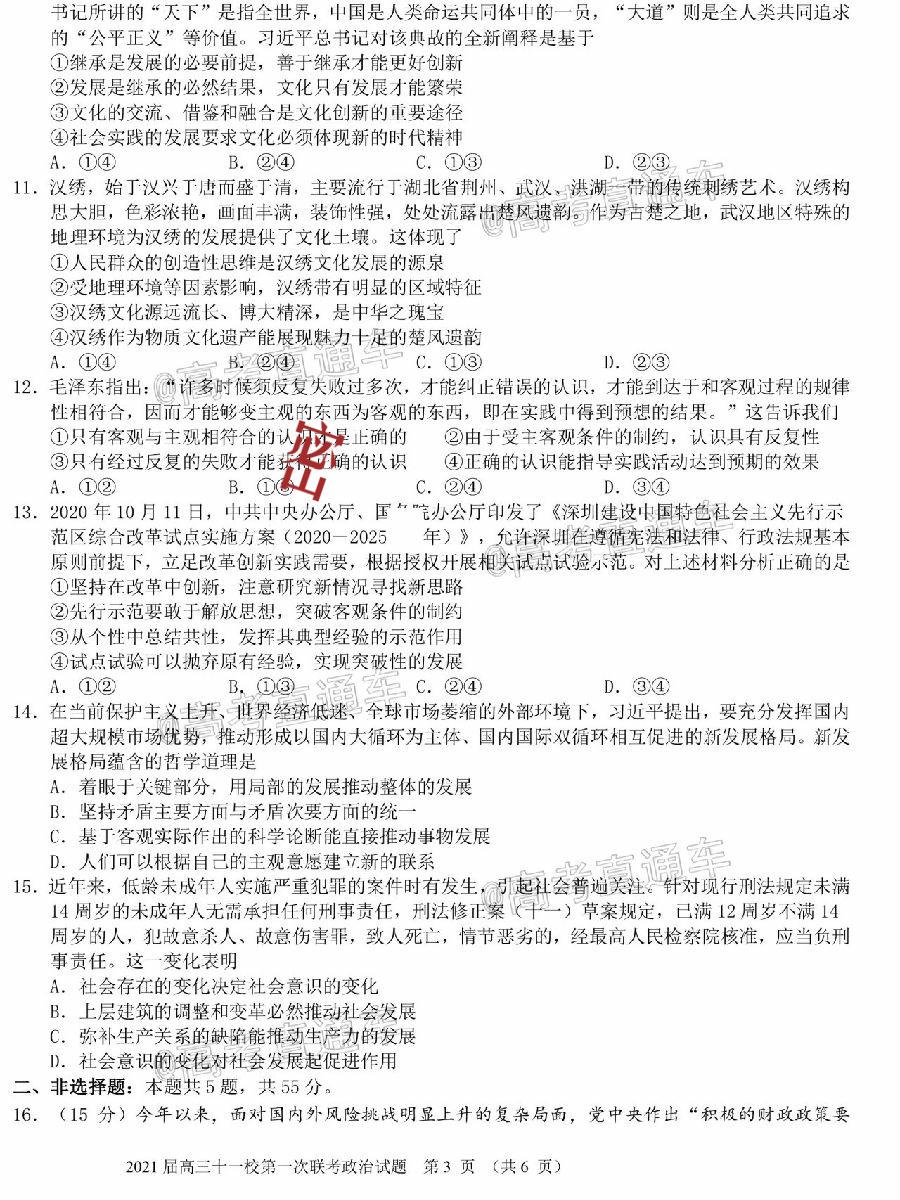 书记所讲的“天下”是指全世界，中国是人类命运共同体中的一员，“大道”则是全人类共同追求
的“公平正义”等价值。习近平总书记对该典故的全新阐释是基于
①继承是发展的必要前提，善于继承才能更好创新
②发展是继承的必然结果，文化只有发展才能繁荣
③文化的交流、借鉴和融合是文化创新的重要途径
④社会实践的发展要求文化必须体现新的时代精神
A．①④ B．②④ C．①③ D．②③
11．汉绣，始于汉兴于唐而盛于清，主要流行于湖北省荆州、武汉、洪湖一带的传统刺绣艺术。汉绣构
思大胆，色彩浓艳，画面丰满，装饰性强，处处流露出楚风遗韵。作为古楚之地，武汉地区特殊的
地理环境为汉绣的发展提供了文化土壤。这体现了
①人民群众的创造性思维是汉绣文化发展的源泉
②受地理环境等因素影响，汉绣带有明显的区域特征
③汉绣文化源远流长、博大精深，是中华之瑰宝
④汉绣作为物质文化遗产能展现魅力十足的楚风遗韵
A．①④ B．②④ C．①③ D．②③
12．毛泽东指出：“许多时候须反复失败过多次，才能纠正错误的认识，才能到达于和客观过程的规律
性相符合，因而才能够变主观的东西为客观的东西，即在实践中得到预想的结果。”这告诉我们
①只有客观与主观相符合的认识才是正确的 ②由于受主客观条件的制约，认识具有反复性
③只有经过反复的失败才能获得正确的认识 ④正确的认识能指导实践活动达到预期的效果
A．①② B．①③ C．②④ D．③④
13．2020年10月11日，中共中央办公厅、国务院办公厅印发了《深圳建设中国特色社会主义先行示
范区综合改革试点实施方案（2020－2025 年）》，允许深圳在遵循宪法和法律、行政法规基本
原则前提下，立足改革创新实践需要，根据授权开展相关试点试验示范。对上述材料分析正确的是
①坚持在改革中创新，注意研究新情况寻找新思路
②先行示范要敢于解放思想，突破客观条件的制约
③从个性中总结共性，发挥其典型经验的示范作用
④试点试验可以抛弃原有经验，实现突破性的发展
A．①② B．①③ C．②④ D．③④
14．在当前保护主义上升、世界经济低迷、全球市场萎缩的外部环境下，习近平提出，要充分发挥国内
超大规模市场优势，推动形成以国内大循环为主体、国内国际双循环相互促进的新发展格局。新发
展格局蕴含的哲学道理是
A．着眼于关键部分，用局部的发展推动整体的发展
B．坚持矛盾主要方面与矛盾次要方面的统一
C．基于客观实际作出的科学论断能直接推动事物发展
D．人们可以根据自己的主观意愿建立新的联系
15．近年来，低龄未成年人实施严重犯罪的案件时有发生，引起社会普遍关注。针对现行刑法规定未满
14周岁的未成年人无需承担任何刑事责任，刑法修正案（十一）草案规定，已满12周岁不满14
周岁的人，犯故意杀人、故意伤害罪，致人死亡，情节恶劣的，经最高人民检察院核准，应当负刑
事责任。这一变化表明
A．社会存在的变化决定社会意识的变化
B．上层建筑的调整和变革必然推动社会发展
C．弥补生产关系的缺陷能推动生产力的发展
D．社会意识的变化对社会发展起促进作用
二、非选择题：本题共5题，共55分。
16．（15 分）今年以来，面对国内外风险挑战明显上升的复杂局面，党中央作出“积极的财政政策要
2021届高三十一校第一次联考政治试题 第3页 （共6页）
@高考直通车
@高考直通车
@高考直通车
@高考直通车
@高考直通车
@高考直通车
@高考直通车
密